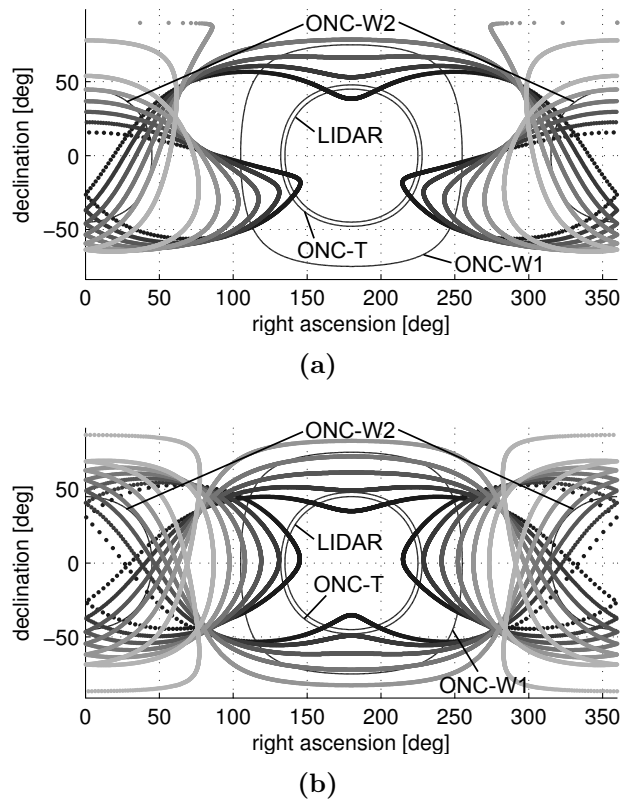 ONC-W2
50
0
−50
declination [deg]
LIDAR
ONC-T
ONC-W1
0 50 100 150 200 250 300 350
right ascension [deg]
(a)
ONC-W2
50
0
-50
declination [deg]
LIDAR
ONC-T
ONC-W1
0 50 100 150 200 250 300 350
right ascension [deg]
(b)